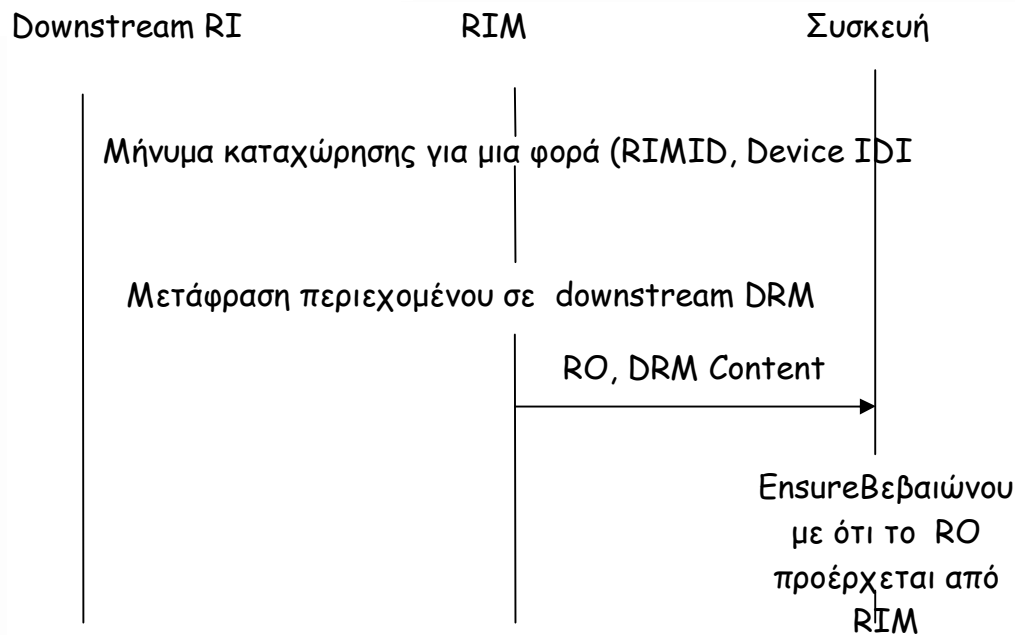 Downstream RI RIM Συσκευή
Μήνυμα καταχώρησης για μια φορά (RIMID, Device IDI
Μετάφραση περιεχομένου σε downstream DRM
RO, DRM Content
EnsureΒεβαιώνου
με ότι το RO
προέρχεται από
RIM